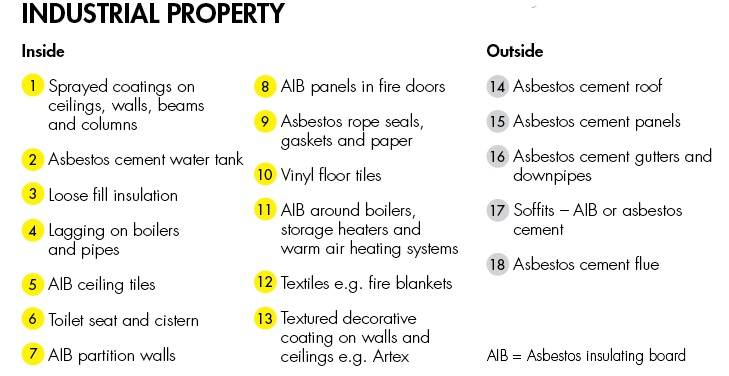 INDUSTRIAL PROPERTY
Inside
1 Sprayed coatings on
ceilings, walls, beams
and columns
2 Asbestos cement water tank
3 Loose fill insulation
4 Lagging on boilers
and pipes
5 AIB ceiling tiles
6 Toilet seat and cistern
7 AIB partition walls
8 AIB panels in fire doors
9 Asbestos rope seals,
gaskets and paper
10 Vinyl floor tiles
11 AIB around boilers,
storage heaters and
warm air heating systems
12 Textiles e.g. fire blankets
13 Textured decorative
coating on walls and
ceilings e.g. Artex
Outside
14 Asbestos cement roof
15 Asbestos cement panels
16 Asbestos cement gutters and
downpipes
17 Soffits – AIB or asbestos
cement
18 Asbestos cement flue
AIB = Asbestos insulating board